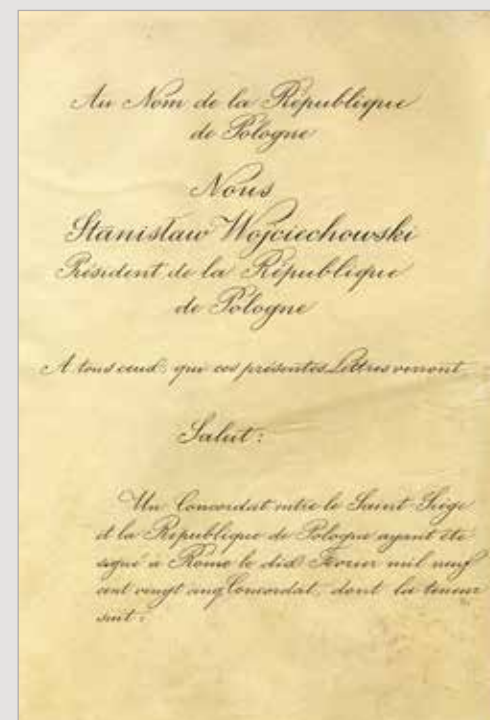 Au Nom de la République
de Pologne
Nous
Stanisław Wojciechowski
Président de la République
de Pologne
A tous ceux, qui ces présentes Lettres verront
Salut:
Un Concordat entre le Saint-Siège
et la République de Pologne ayant été
signé à Rome le dix Février mil neuf
cent vingt cinq Concordat, dont la teneur
suit: